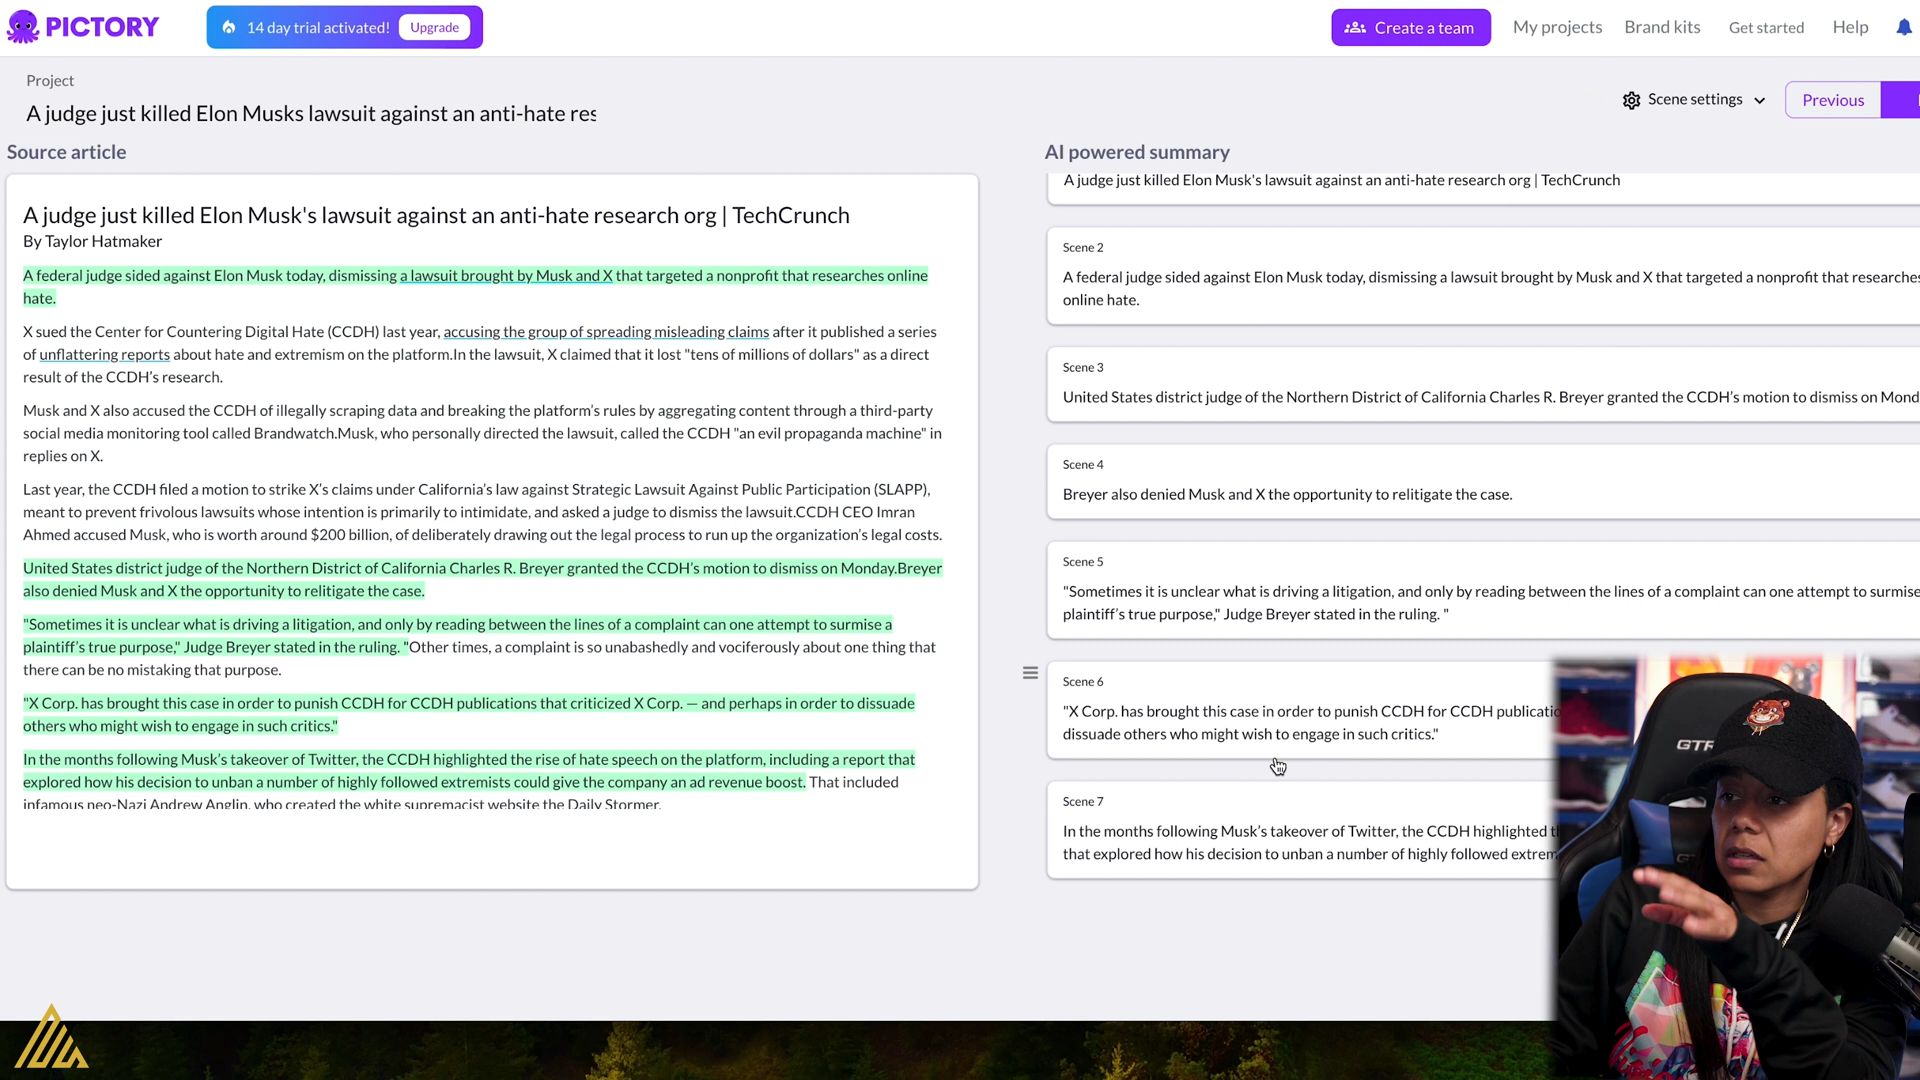 PICTORY
14 day trial activated!
Upgrade
Create a team
My projects
Brand kits
Get started
Help
Project
A judge just killed Elon Musks lawsuit against an anti-hate res
Scene settings
Previous
Source article
AI powered summary
A judge just killed Elon Musk's lawsuit against an anti-hate research org | TechCrunch
By Taylor Hatmaker
A federal judge sided against Elon Musk today, dismissing a lawsuit brought by Musk and X that targeted a nonprofit that researches online
hate.
X sued the Center for Countering Digital Hate (CCDH) last year, accusing the group of spreading misleading claims after it published a series
of unflattering reports about hate and extremism on the platform.In the lawsuit, X claimed that it lost "tens of millions of dollars" as a direct
result of the CCDH’s research.
Musk and X also accused the CCDH of illegally scraping data and breaking the platform’s rules by aggregating content through a third-party
social media monitoring tool called Brandwatch.Musk, who personally directed the lawsuit, called the CCDH "an evil propaganda machine" in
replies on X.
Last year, the CCDH filed a motion to strike X’s claims under California’s law against Strategic Lawsuit Against Public Participation (SLAPP),
meant to prevent frivolous lawsuits whose intention is primarily to intimidate, and asked a judge to dismiss the lawsuit.CCDH CEO Imran
Ahmed accused Musk, who is worth around $200 billion, of deliberately drawing out the legal process to run up the organization’s legal costs.
United States district judge of the Northern District of California Charles R. Breyer granted the CCDH’s motion to dismiss on Monday.Breyer
also denied Musk and X the opportunity to relitigate the case.
"Sometimes it is unclear what is driving a litigation, and only by reading between the lines of a complaint can one attempt to surmise a
plaintiff’s true purpose," Judge Breyer stated in the ruling. "Other times, a complaint is so unabashedly and vociferously about one thing that
there can be no mistaking that purpose.
"X Corp. has brought this case in order to punish CCDH for CCDH publications that criticized X Corp. — and perhaps in order to dissuade
others who might wish to engage in such critics."
In the months following Musk’s takeover of Twitter, the CCDH highlighted the rise of hate speech on the platform, including a report that
explored how his decision to unban a number of highly followed extremists could give the company an ad revenue boost. That included
infamous neo-Nazi Andrew Anglin, who created the white supremacist website the Daily Stormer.
A judge just killed Elon Musk's lawsuit against an anti-hate research org | TechCrunch
Scene 2
A federal judge sided against Elon Musk today, dismissing a lawsuit brought by Musk and X that targeted a nonprofit that researches
online hate.
Scene 3
United States district judge of the Northern District of California Charles R. Breyer granted the CCDH’s motion to dismiss on Mond
Scene 4
Breyer also denied Musk and X the opportunity to relitigate the case.
Scene 5
"Sometimes it is unclear what is driving a litigation, and only by reading between the lines of a complaint can one attempt to surmise
plaintiff’s true purpose," Judge Breyer stated in the ruling. "
Scene 6
"X Corp. has brought this case in order to punish CCDH for CCDH publicatio
dissuade others who might wish to engage in such critics."
Scene 7
In the months following Musk’s takeover of Twitter, the CCDH highlighted
that explored how his decision to unban a number of highly followed extrem
GTR